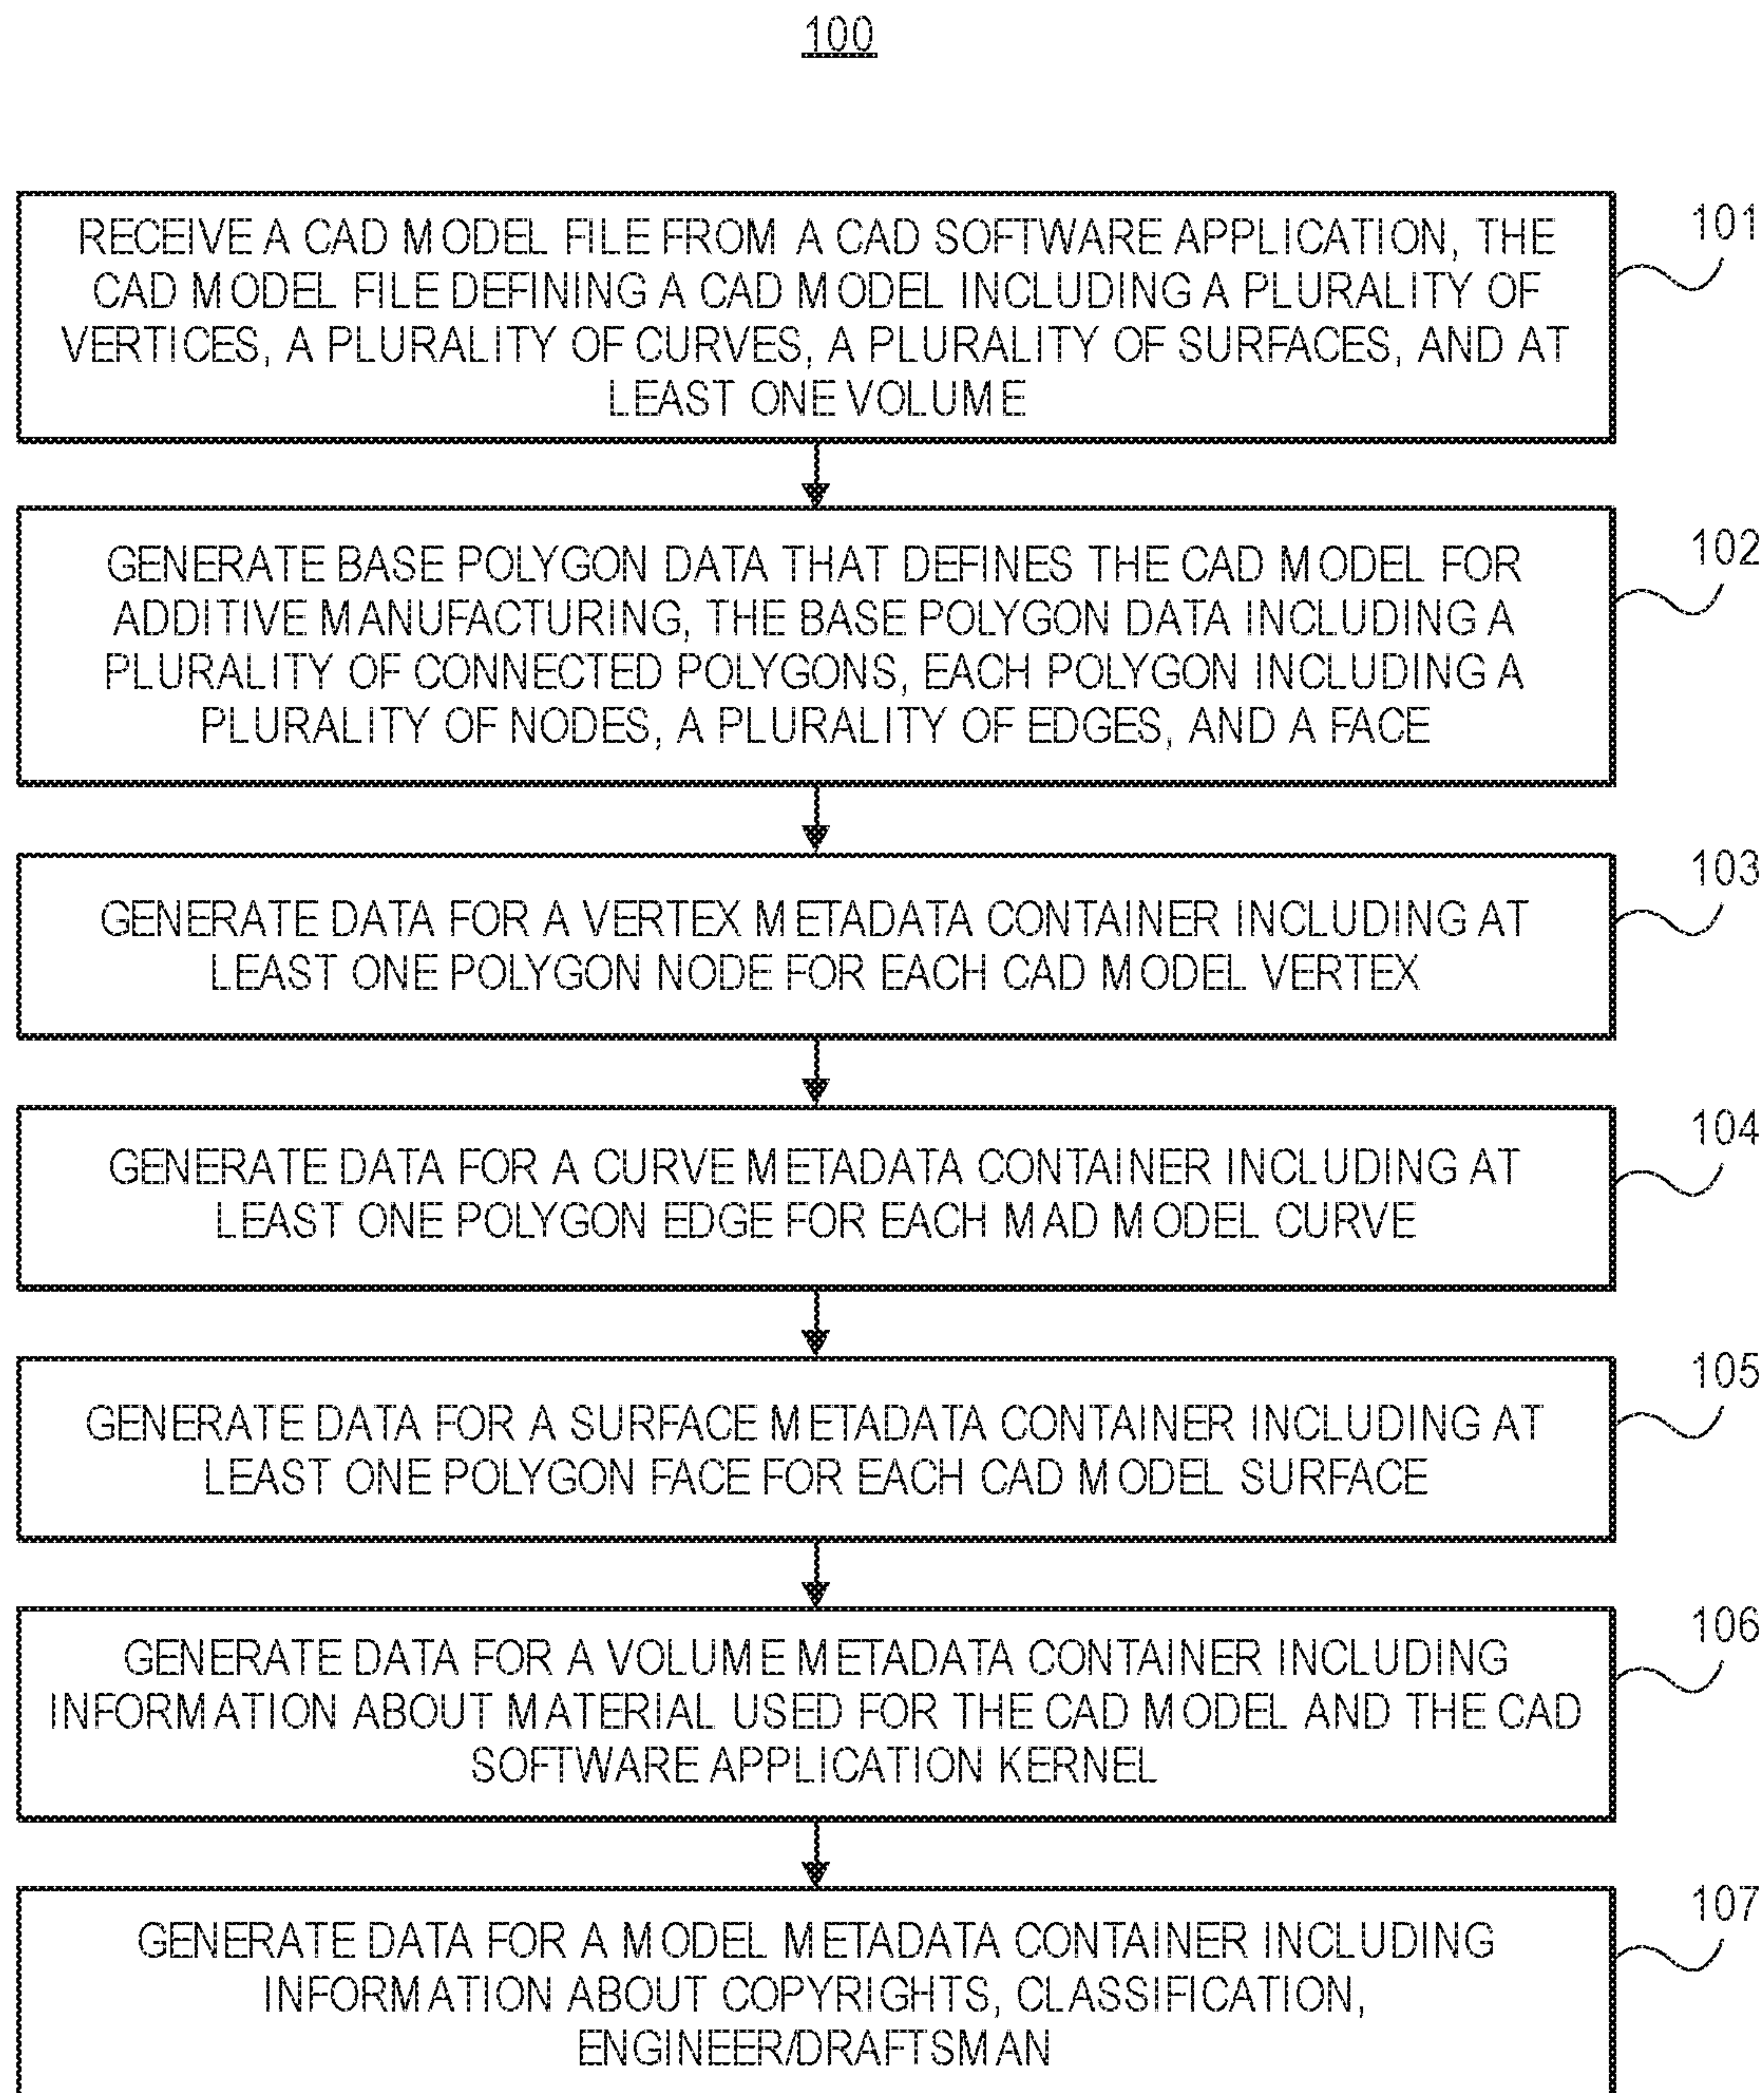 100
RECEIVE A CAD MODEL FILE FROM A CAD SOFTWARE APPLICATION, THE
CAD MODEL FILE DEFINING A CAD MODEL INCLUDING A PLURALITY OF
VERTICES, A PLURALITY OF CURVES, A PLURALITY OF SURFACES, AND AT
LEAST ONE VOLUME
101
GENERATE BASE POLYGON DATA THAT DEFINES THE CAD MODEL FOR
ADDITIVE MANUFACTURING, THE BASE POLYGON DATA INCLUDING A
PLURALITY OF CONNECTED POLYGONS, EACH POLYGON INCLUDING A
PLURALITY OF NODES, A PLURALITY OF EDGES, AND A FACE
102
GENERATE DATA FOR A VERTEX METADATA CONTAINER INCLUDING AT
LEAST ONE POLYGON NODE FOR EACH CAD MODEL VERTEX
103
GENERATE DATA FOR A CURVE METADATA CONTAINER INCLUDING AT
LEAST ONE POLYGON EDGE FOR EACH MAD MODEL CURVE
104
GENERATE DATA FOR A SURFACE METADATA CONTAINER INCLUDING AT
LEAST ONE POLYGON FACE FOR EACH CAD MODEL SURFACE
105
GENERATE DATA FOR A VOLUME METADATA CONTAINER INCLUDING
INFORMATION ABOUT MATERIAL USED FOR THE CAD MODEL AND THE CAD
SOFTWARE APPLICATION KERNEL
106
GENERATE DATA FOR A MODEL METADATA CONTAINER INCLUDING
INFORMATION ABOUT COPYRIGHTS, CLASSIFICATION,
ENGINEER/DRAFTSMAN
107